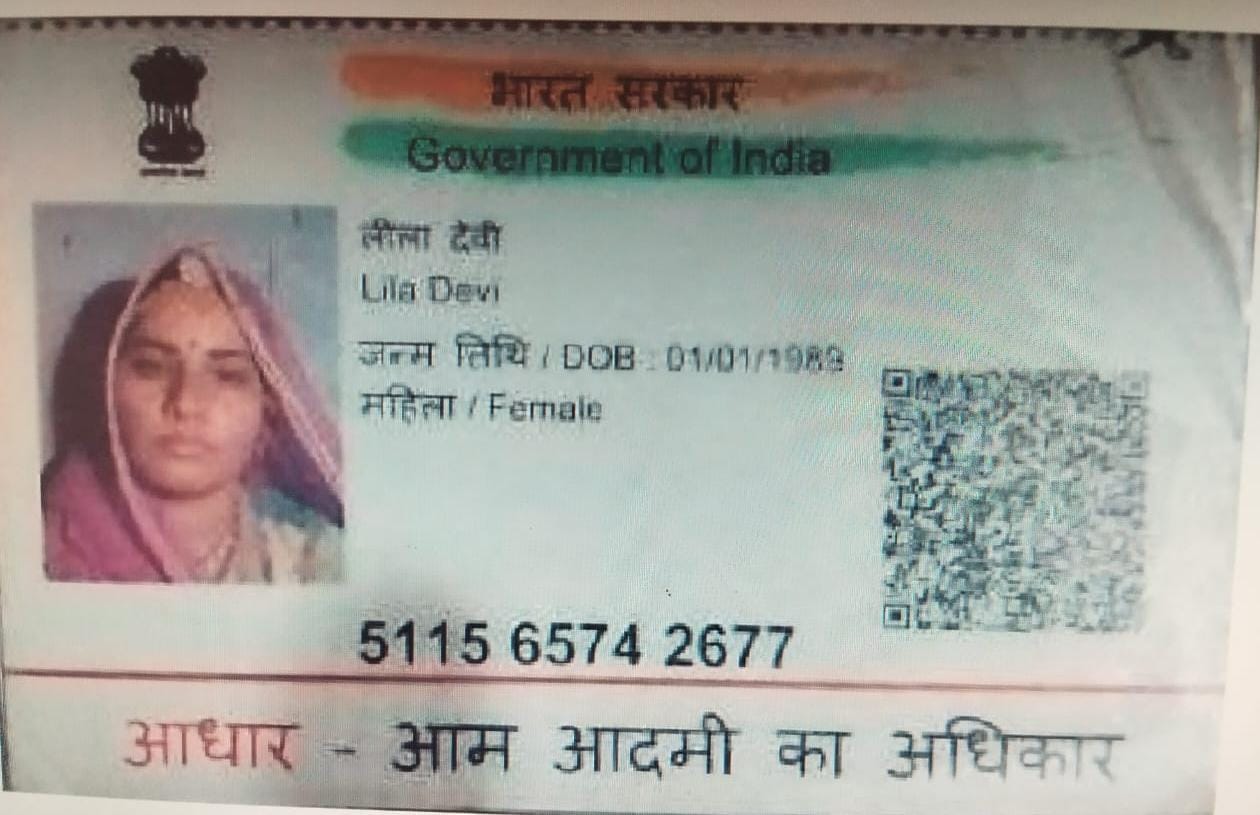 भारत सरकार
Government of India
लीला देवी
Lila Devi
जन्म तिथि / DOB : 01/01/1989
महिला / Female
5115 6574 2677
आधार - आम आदमी का अधिकार